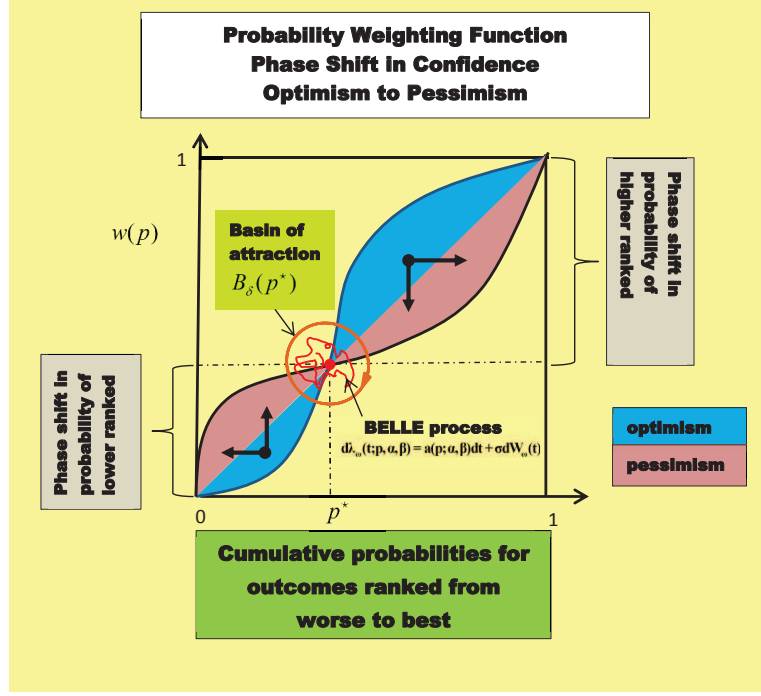 Probability Weighting Function
Phase Shift in Confidence
Optimism to Pessimism
1
w(p)
Basin of
attraction
B_δ(p*)
Phase shift in
probability of
higher ranked
Phase shift in
probability of
lower ranked
BELLE process
dλ_ω(t;p,α,β) = a(p;α,β)dt + σdW_ω(t)
optimism
pessimism
0
p*
1
Cumulative probabilities for
outcomes ranked from
worse to best